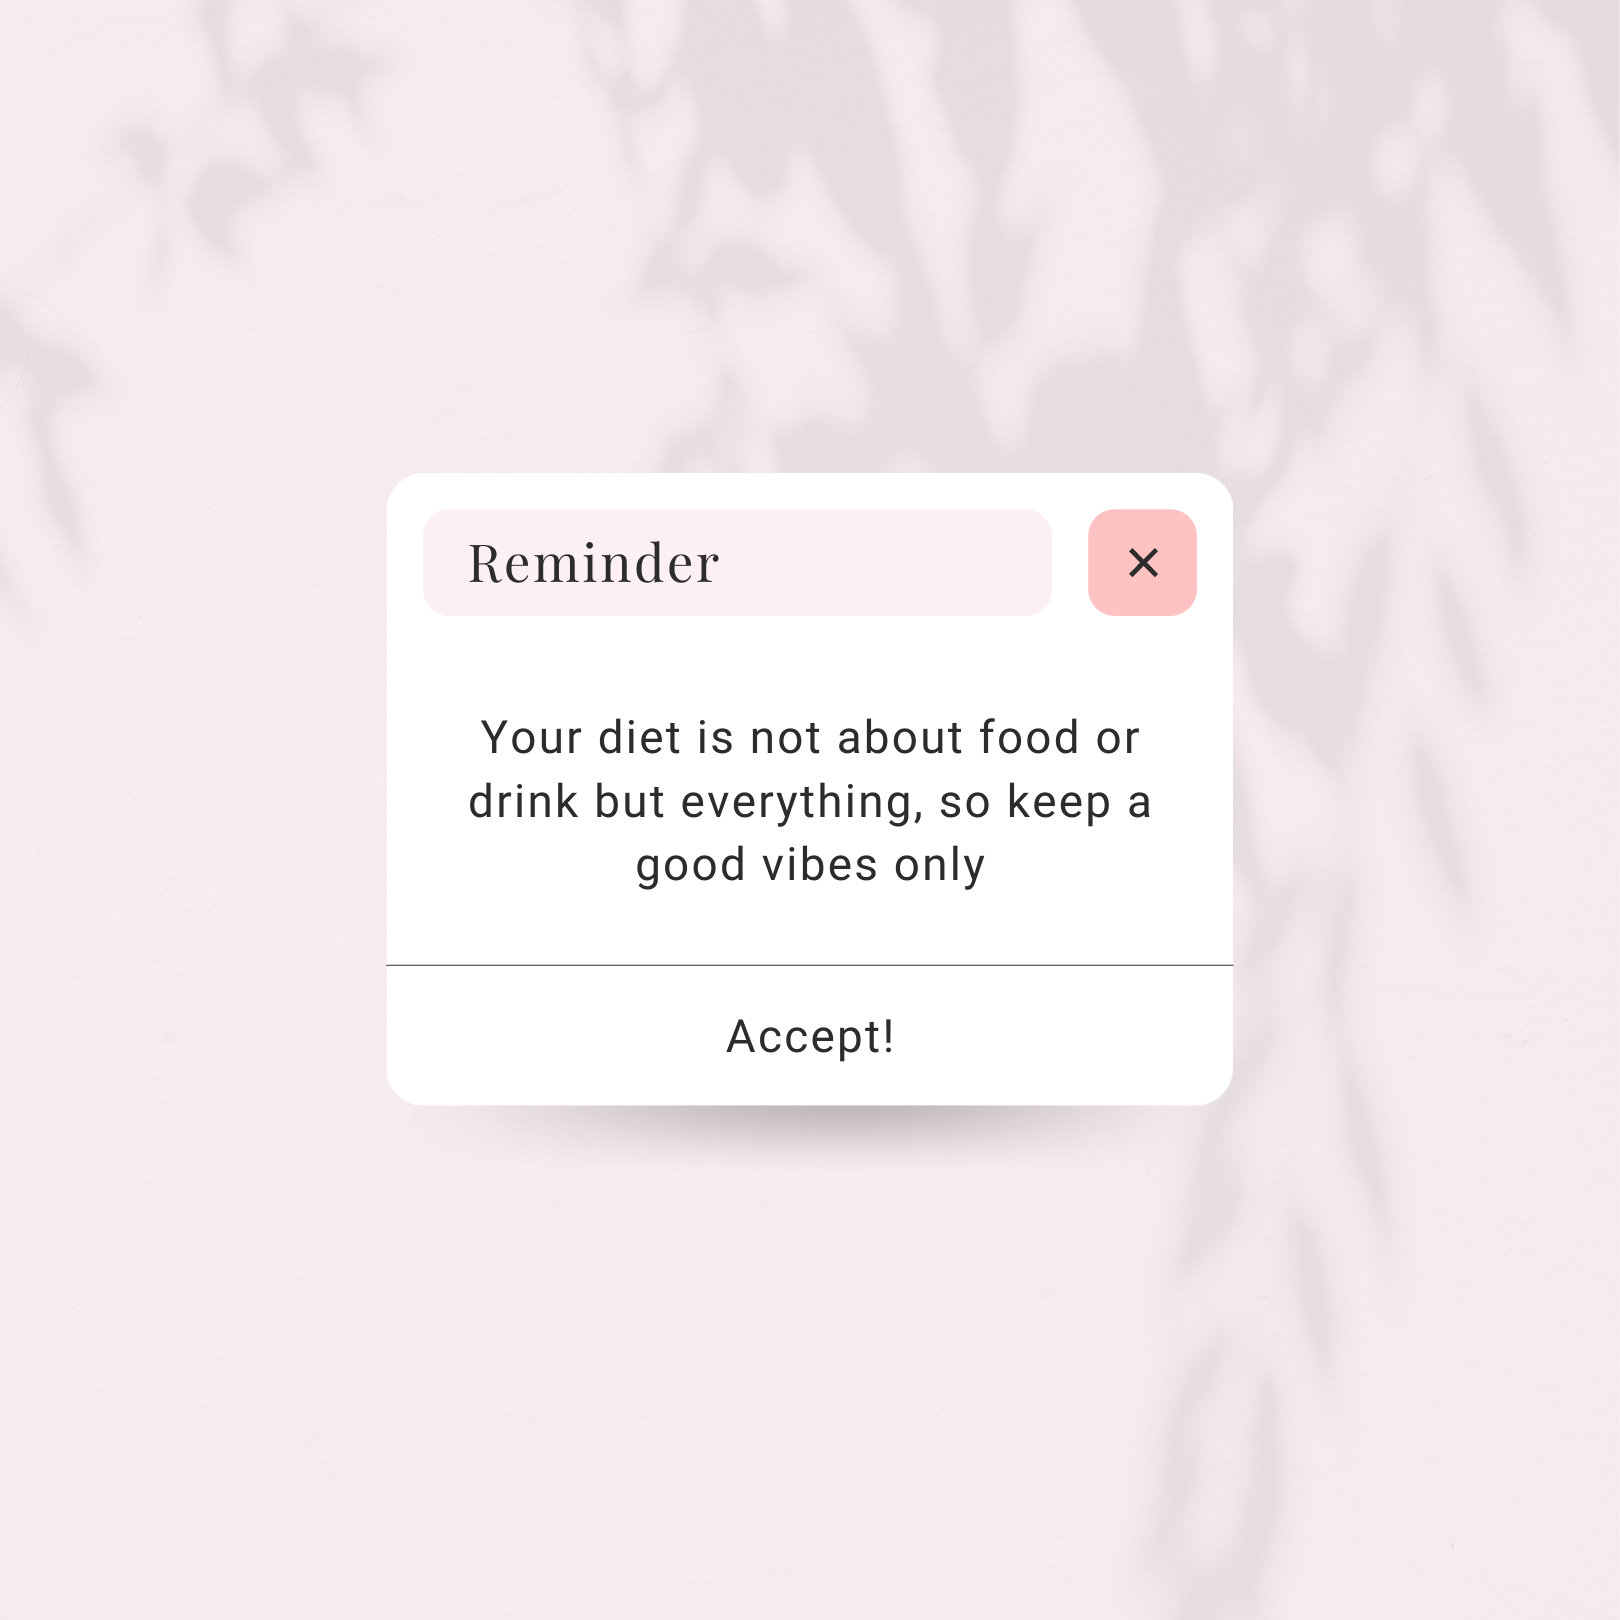 Reminder
Your diet is not about food or
drink but everything, so keep a
good vibes only
Accept!